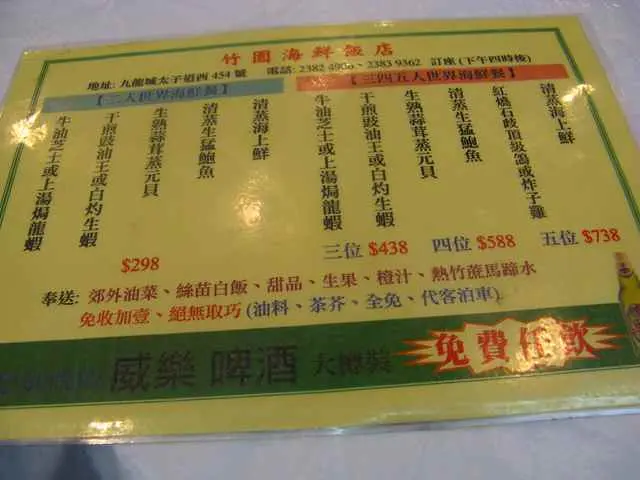 竹園海鮮飯店
地址: 九龍城太子道西 454 號 電話: 2382 4906、2383 9362 訂座 (下午四時後)
【二人世界海鮮餐】
清蒸海上鮮
清蒸生猛鮑魚
生熟蒜茸蒸元貝
干煎豉油王或白灼生蝦
牛油芝士或上湯焗龍蝦
$298
【三四五人世界海鮮餐】
清蒸海上鮮
紅燒石歧頂級鴿或炸子雞
清蒸生猛鮑魚
生熟蒜茸蒸元貝
干煎豉油王或白灼生蝦
牛油芝士或上湯焗龍蝦
三位 $438 四位 $588 五位 $738
奉送: 郊外油菜、絲苗白飯、甜品、生果、橙汁、熱竹蔗馬蹄水
免收加壹、絕無取巧 (油料、茶芥、全免、代客泊車)
威樂 啤酒 大樽裝 免費任飲